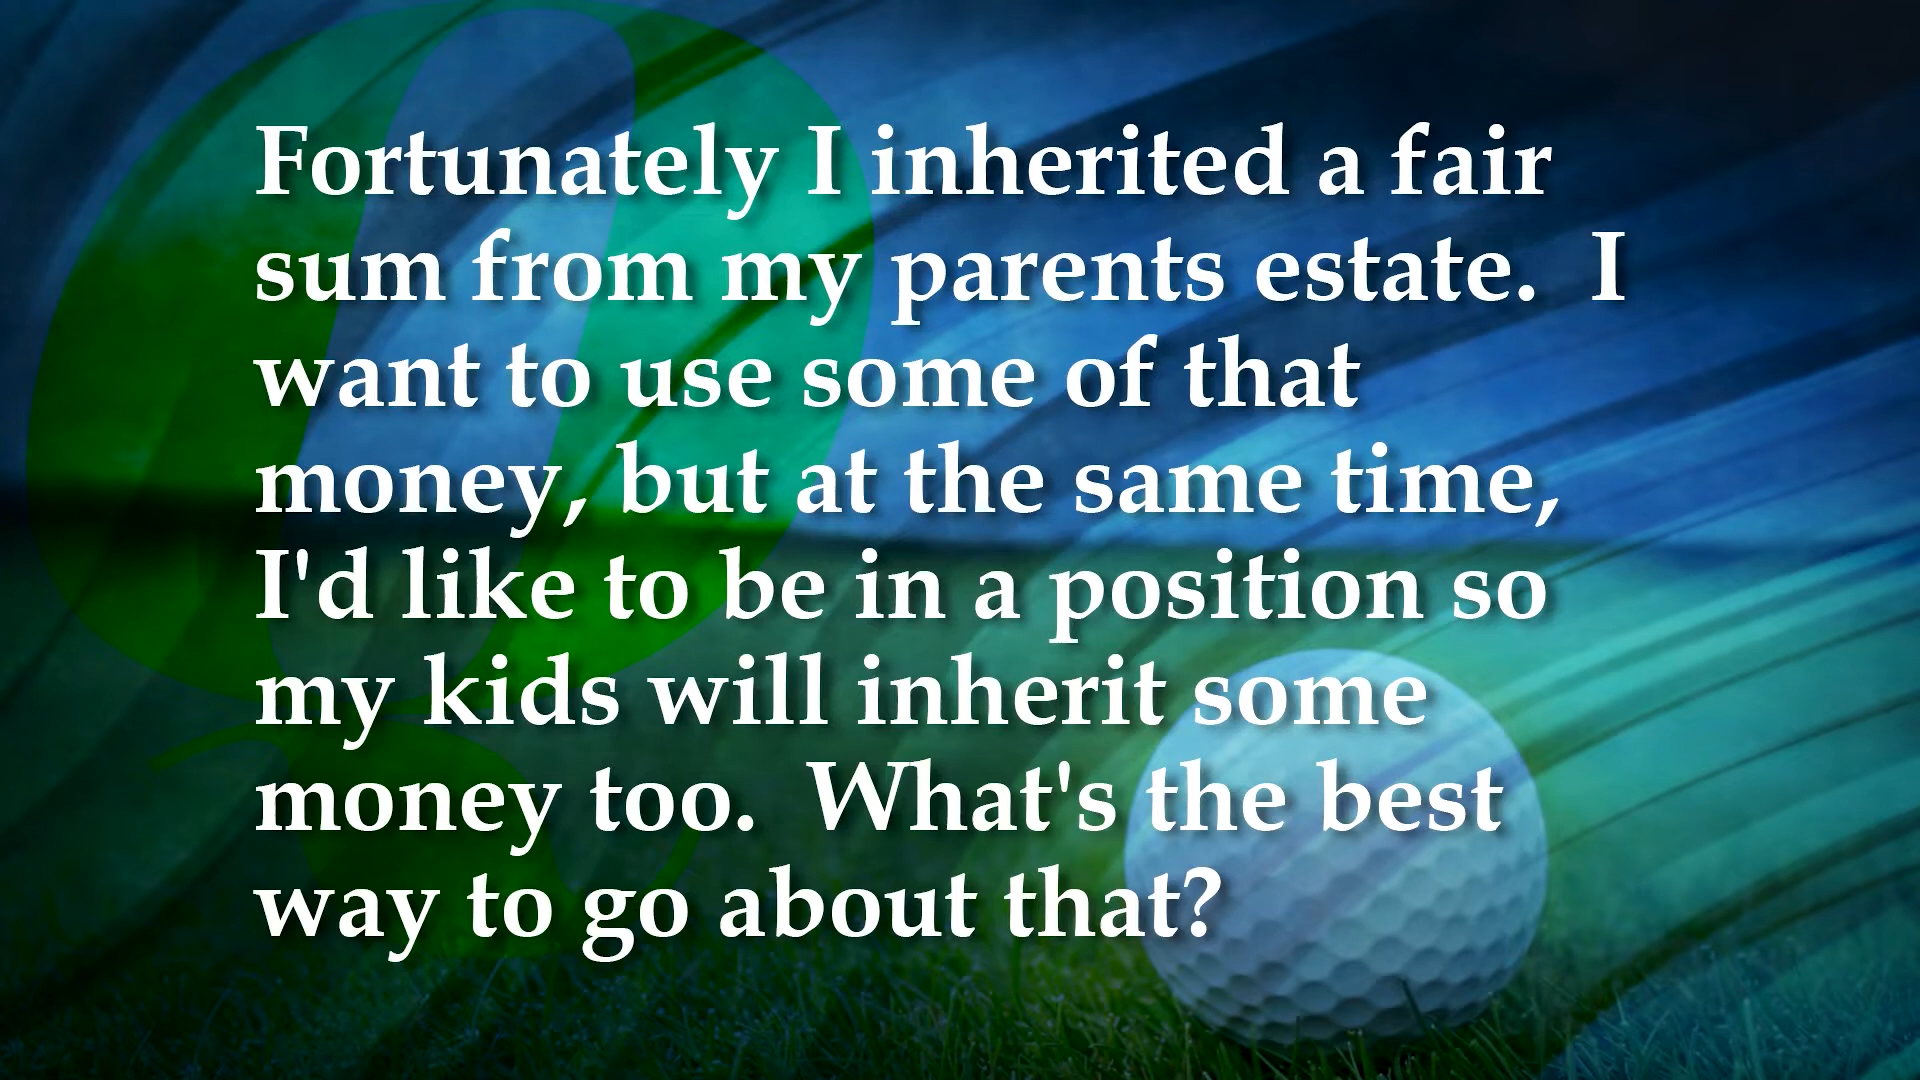 Fortunately I inherited a fair
sum from my parents estate.  I
want to use some of that
money, but at the same time,
I'd like to be in a position so
my kids will inherit some
money too.  What's the best
way to go about that?